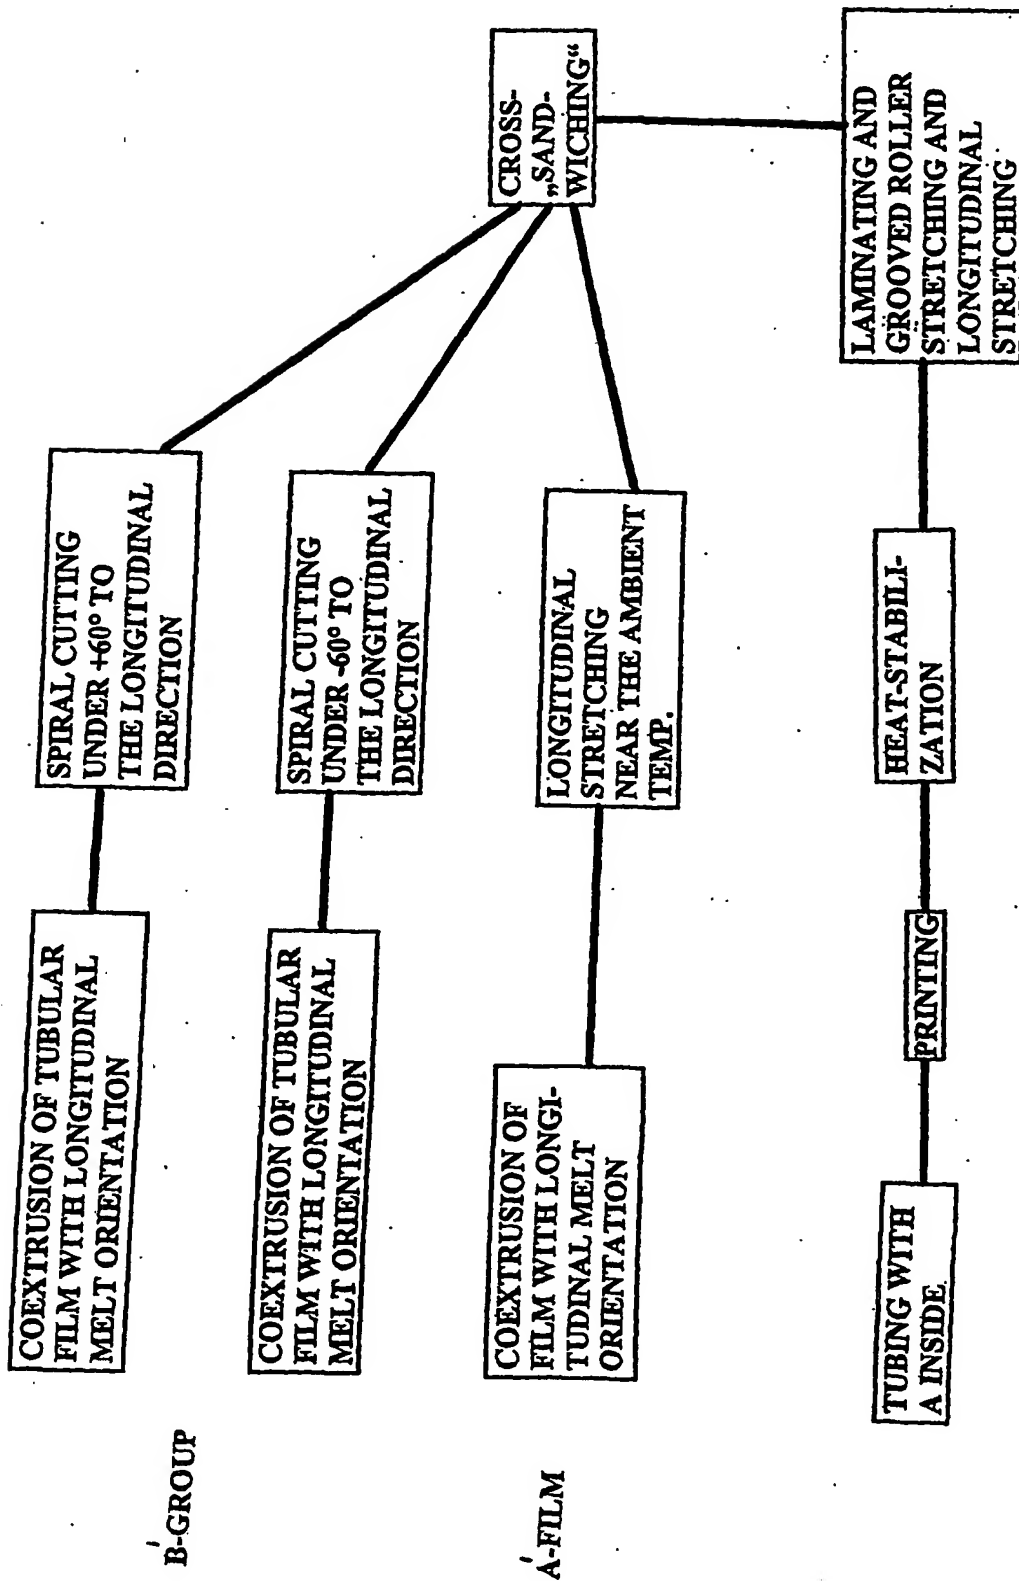 B-GROUP
COEXTRUSION OF TUBULAR
FILM WITH LONGITUDINAL
MELT ORIENTATION
SPIRAL CUTTING
UNDER +60° TO
THE LONGITUDINAL
DIRECTION
COEXTRUSION OF TUBULAR
FILM WITH LONGITUDINAL
MELT ORIENTATION
SPIRAL CUTTING
UNDER -60° TO
THE LONGITUDINAL
DIRECTION
A-FILM
COEXTRUSION OF
FILM WITH LONGI-
TUDINAL MELT
ORIENTATION
LONGITUDINAL
STRETCHING
NEAR THE AMBIENT
TEMP.
CROSS-
„SAND-
WICHING“
LAMINATING AND
GROOVED ROLLER
STRETCHING AND
LONGITUDINAL
STRETCHING
HEAT-STABILI-
ZATION
PRINTING
TUBING WITH
A INSIDE